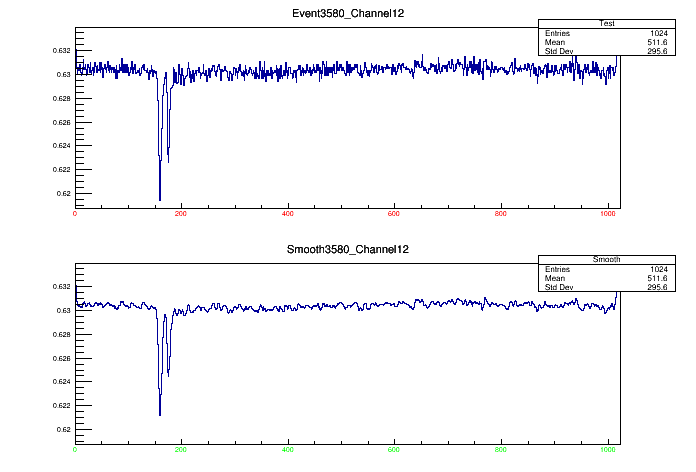 Event3580_Channel12
Test
Entries 1024
Mean 511.6
Std Dev 295.6
0.632
0.63
0.628
0.626
0.624
0.622
0.62
0 200 400 600 800 1000
Smooth3580_Channel12
Smooth
Entries 1024
Mean 511.6
Std Dev 295.6
0.632
0.63
0.628
0.626
0.624
0.622
0.62
0 200 400 600 800 1000